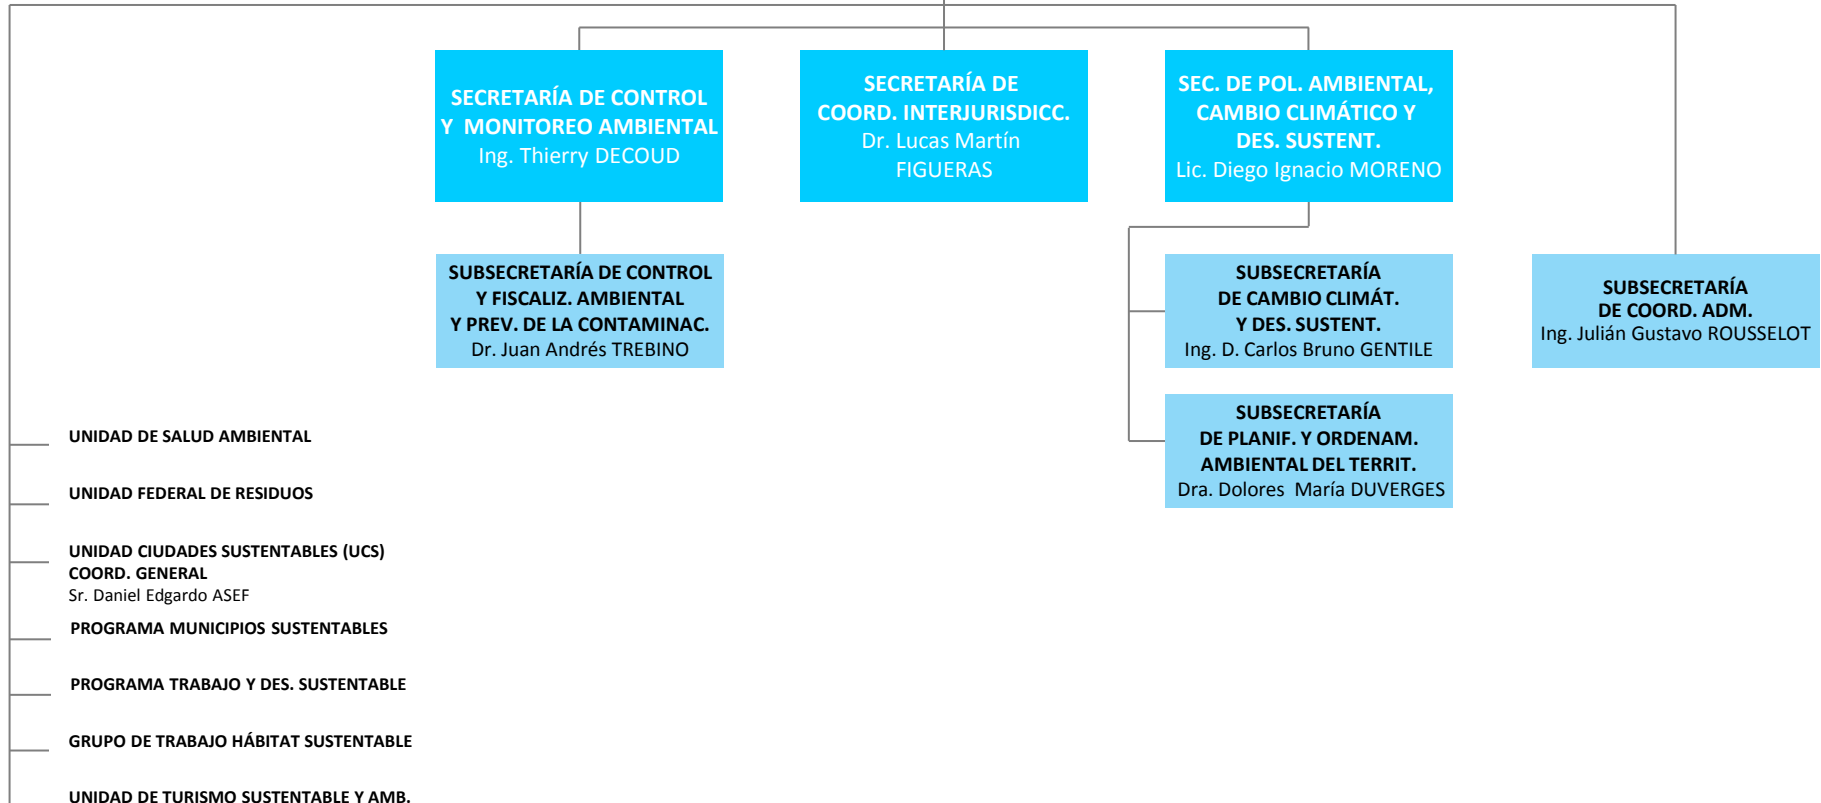 SECRETARÍA DE CONTROL
Y MONITOREO AMBIENTAL
Ing. Thierry DECOUD
SECRETARÍA DE
COORD. INTERJURISDICC.
Dr. Lucas Martín
FIGUERAS
SEC. DE POL. AMBIENTAL,
CAMBIO CLIMÁTICO Y
DES. SUSTENT.
Lic. Diego Ignacio MORENO
SUBSECRETARÍA DE CONTROL
Y FISCALIZ. AMBIENTAL
Y PREV. DE LA CONTAMINAC.
Dr. Juan Andrés TREBINO
SUBSECRETARÍA
DE CAMBIO CLIMÁT.
Y DES. SUSTENT.
Ing. D. Carlos Bruno GENTILE
SUBSECRETARÍA
DE COORD. ADM.
Ing. Julián Gustavo ROUSSELOT
SUBSECRETARÍA
DE PLANIF. Y ORDENAM.
AMBIENTAL DEL TERRIT.
Dra. Dolores María DUVERGES
UNIDAD DE SALUD AMBIENTAL
UNIDAD FEDERAL DE RESIDUOS
UNIDAD CIUDADES SUSTENTABLES (UCS)
COORD. GENERAL
Sr. Daniel Edgardo ASEF
PROGRAMA MUNICIPIOS SUSTENTABLES
PROGRAMA TRABAJO Y DES. SUSTENTABLE
GRUPO DE TRABAJO HÁBITAT SUSTENTABLE
UNIDAD DE TURISMO SUSTENTABLE Y AMB.